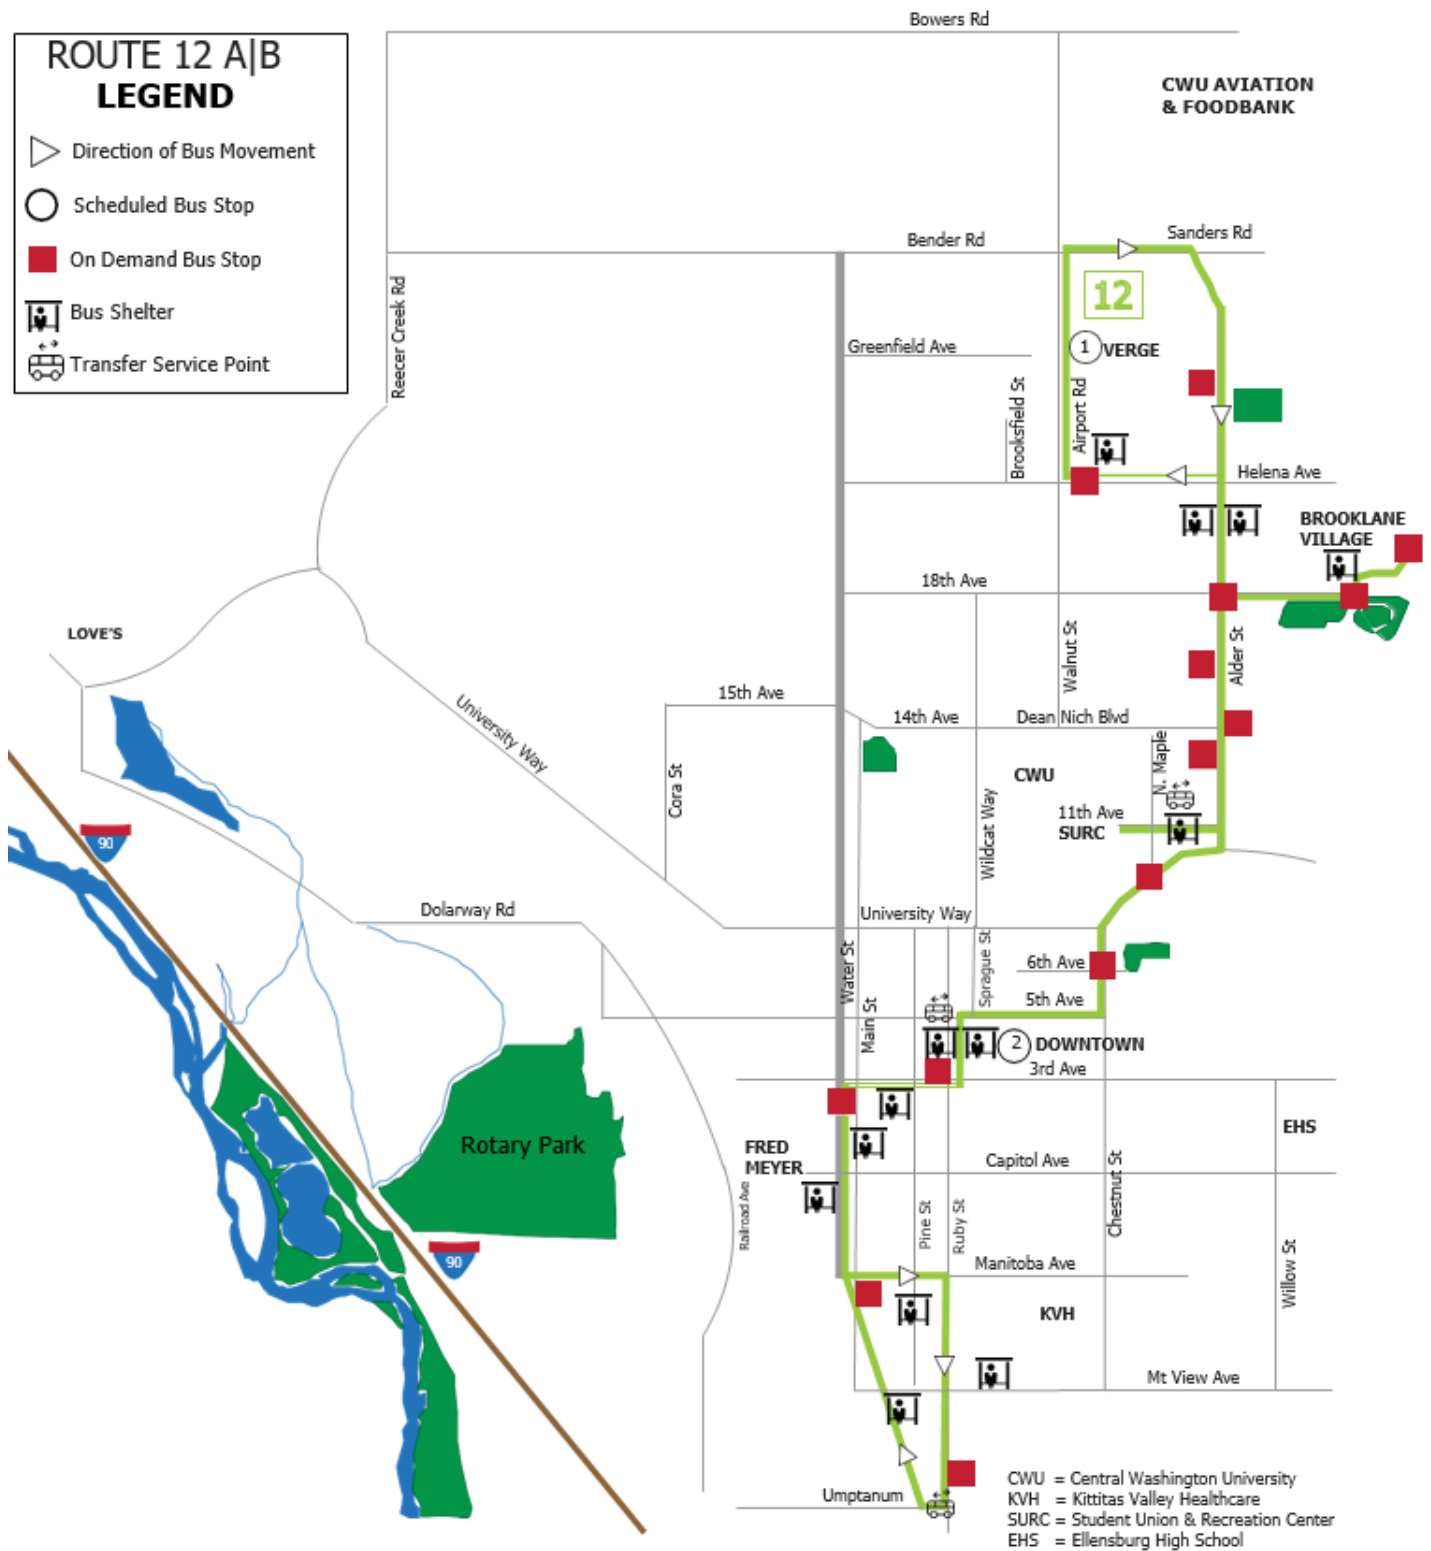 ROUTE 12 A|B
LEGEND
Direction of Bus Movement
Scheduled Bus Stop
On Demand Bus Stop
Bus Shelter
Transfer Service Point
Bowers Rd
CWU AVIATION
& FOODBANK
Bender Rd
Sanders Rd
Reecer Creek Rd
12
Greenfield Ave
1
VERGE
Brooksfield St
Airport Rd
Helena Ave
BROOKLANE
VILLAGE
18th Ave
LOVE'S
Walnut St
Alder St
15th Ave
14th Ave
Dean Nich Blvd
University Way
N. Maple
CWU
Cora St
Wildcat Way
11th Ave
SURC
90
Dolarway Rd
University Way
Water St
Sprague St
6th Ave
5th Ave
Main St
2
DOWNTOWN
3rd Ave
Rotary Park
FRED
MEYER
EHS
Capitol Ave
Chestnut St
Railroad Ave
Pine St
Ruby St
90
Manitoba Ave
Willow St
KVH
Mt View Ave
Umptanum
CWU = Central Washington University
KVH = Kittitas Valley Healthcare
SURC = Student Union & Recreation Center
EHS = Ellensburg High School